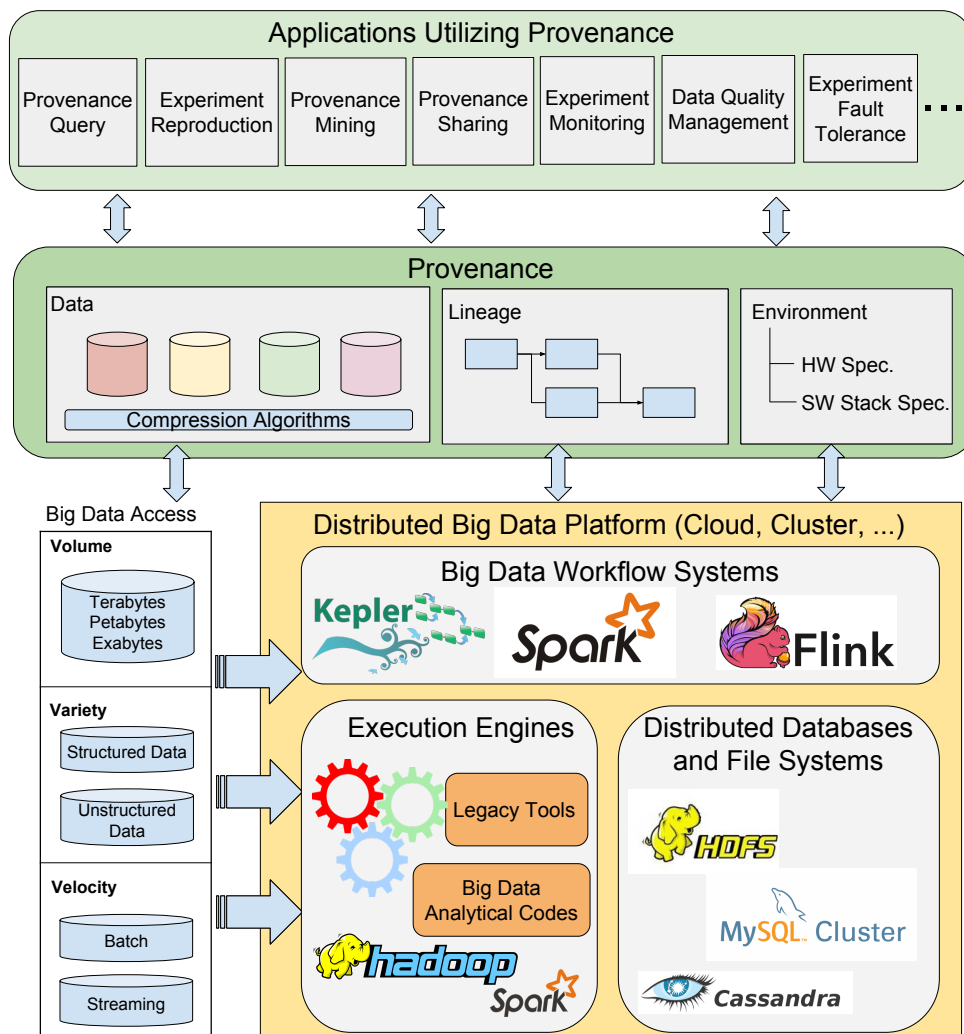 Applications Utilizing Provenance
Provenance
Query
Experiment
Reproduction
Provenance
Mining
Provenance
Sharing
Experiment
Monitoring
Data Quality
Management
Experiment
Fault
Tolerance
Provenance
Data
Compression Algorithms
Lineage
Environment
HW Spec.
SW Stack Spec.
Big Data Access
Volume
Terabytes
Petabytes
Exabytes
Variety
Structured Data
Unstructured
Data
Velocity
Batch
Streaming
Distributed Big Data Platform (Cloud, Cluster, ...)
Big Data Workflow Systems
Kepler
Spark
Flink
Execution Engines
Legacy Tools
Big Data
Analytical Codes
hadoop
Spark
Distributed Databases
and File Systems
HDFS
MySQL™ Cluster
Cassandra